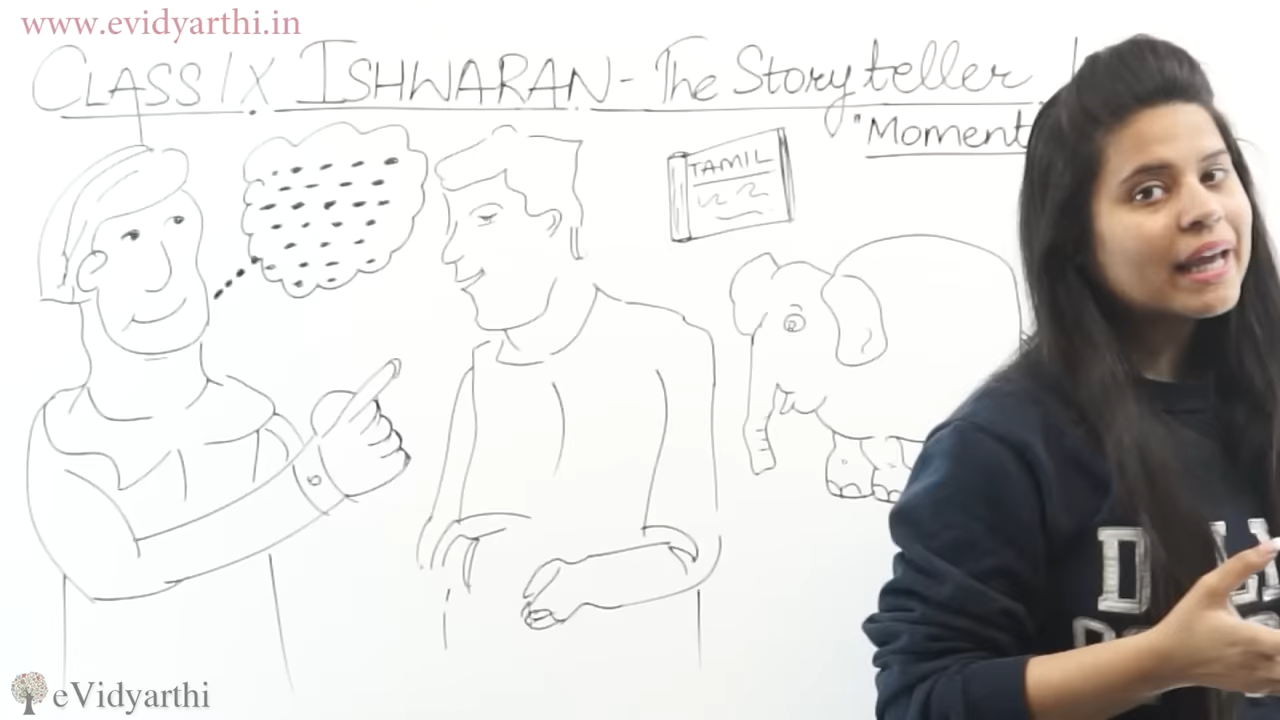 www.evidyarthi.in
CLASS IX ISHWARAN - The Storyteller
"Moment
TAMIL
eVidyarthi